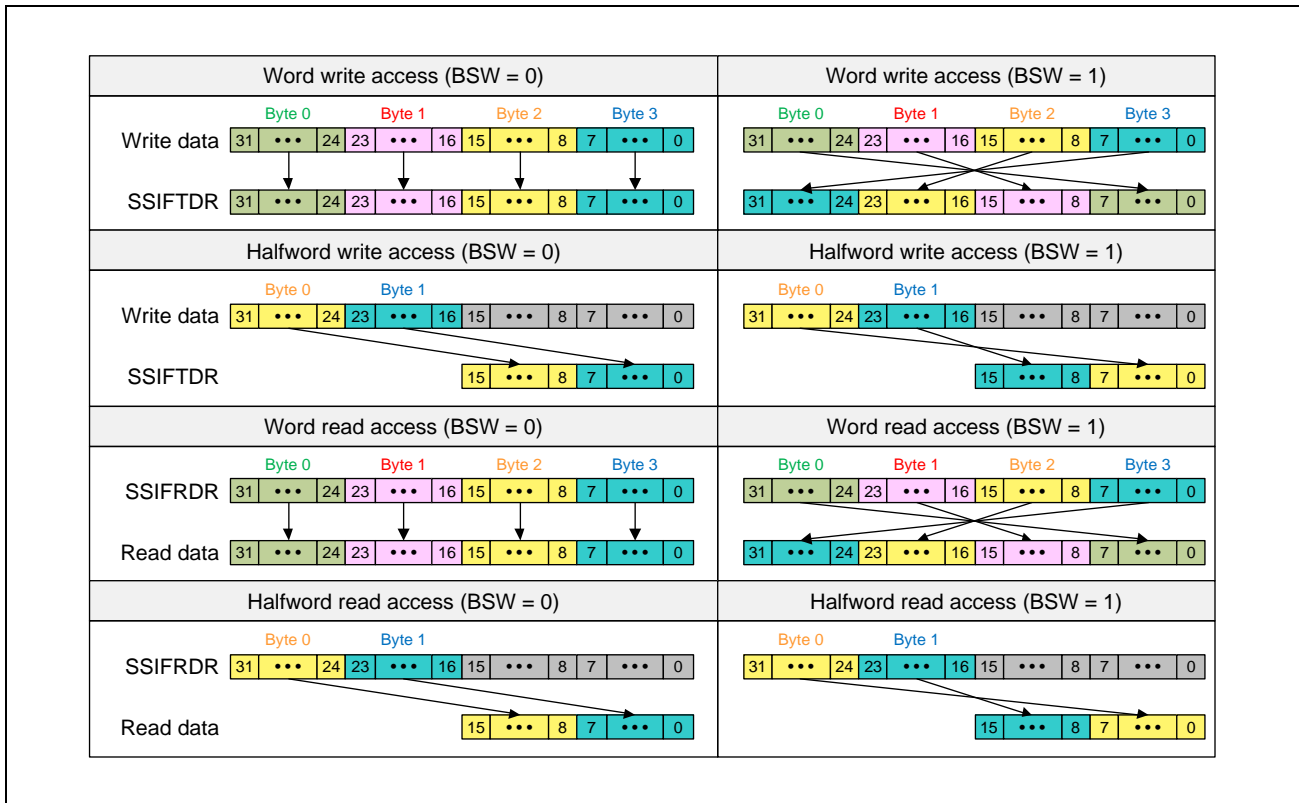 Word write access (BSW = 0) Word write access (BSW = 1)
Byte 0 Byte 1 Byte 2 Byte 3 Byte 0 Byte 1 Byte 2 Byte 3
Write data 31 ••• 24 23 ••• 16 15 ••• 8 7 ••• 0 31 ••• 24 23 ••• 16 15 ••• 8 7 ••• 0
SSIFTDR 31 ••• 24 23 ••• 16 15 ••• 8 7 ••• 0 31 ••• 24 23 ••• 16 15 ••• 8 7 ••• 0
Halfword write access (BSW = 0) Halfword write access (BSW = 1)
Byte 0 Byte 1 Byte 0 Byte 1
Write data 31 ••• 24 23 ••• 16 15 ••• 8 7 ••• 0 31 ••• 24 23 ••• 16 15 ••• 8 7 ••• 0
SSIFTDR 15 ••• 8 7 ••• 0 15 ••• 8 7 ••• 0
Word read access (BSW = 0) Word read access (BSW = 1)
Byte 0 Byte 1 Byte 2 Byte 3 Byte 0 Byte 1 Byte 2 Byte 3
SSIFRDR 31 ••• 24 23 ••• 16 15 ••• 8 7 ••• 0 31 ••• 24 23 ••• 16 15 ••• 8 7 ••• 0
Read data 31 ••• 24 23 ••• 16 15 ••• 8 7 ••• 0 31 ••• 24 23 ••• 16 15 ••• 8 7 ••• 0
Halfword read access (BSW = 0) Halfword read access (BSW = 1)
Byte 0 Byte 1 Byte 0 Byte 1
SSIFRDR 31 ••• 24 23 ••• 16 15 ••• 8 7 ••• 0 31 ••• 24 23 ••• 16 15 ••• 8 7 ••• 0
Read data 15 ••• 8 7 ••• 0 15 ••• 8 7 ••• 0